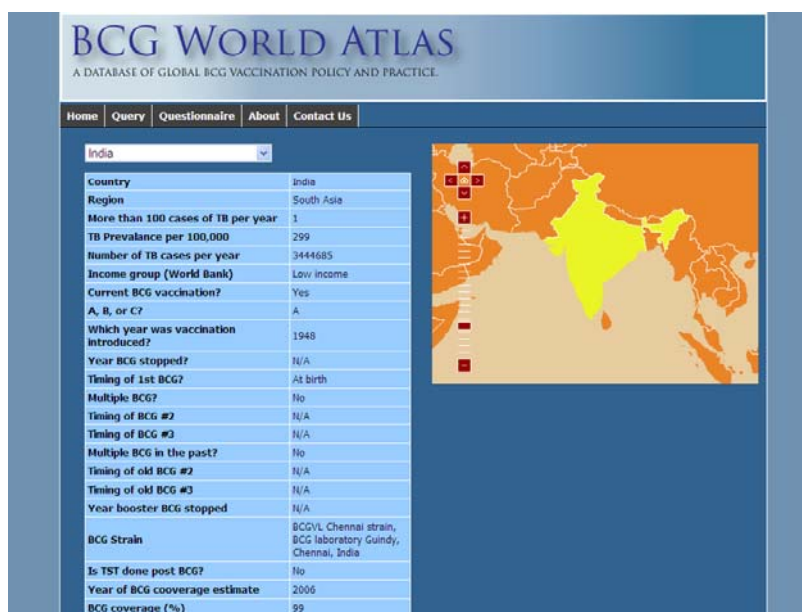 BCG WORLD ATLAS
A DATABASE OF GLOBAL BCG VACCINATION POLICY AND PRACTICE.
Home Query Questionnaire About Contact Us
India
Country India
Region South Asia
More than 100 cases of TB per year 1
TB Prevalance per 100,000 299
Number of TB cases per year 3444685
Income group (World Bank) Low income
Current BCG vaccination? Yes
A, B, or C? A
Which year was vaccination
introduced? 1948
Year BCG stopped? N/A
Timing of 1st BCG? At birth
Multiple BCG? No
Timing of BCG #2 N/A
Timing of BCG #3 N/A
Multiple BCG in the past? No
Timing of old BCG #2 N/A
Timing of old BCG #3 N/A
Year booster BCG stopped N/A
BCG Strain BCGVL Chennai strain,
BCG laboratory Guindy,
Chennai, India
Is TST done post BCG? No
Year of BCG cooverage estimate 2006
BCG coverage (%) 99